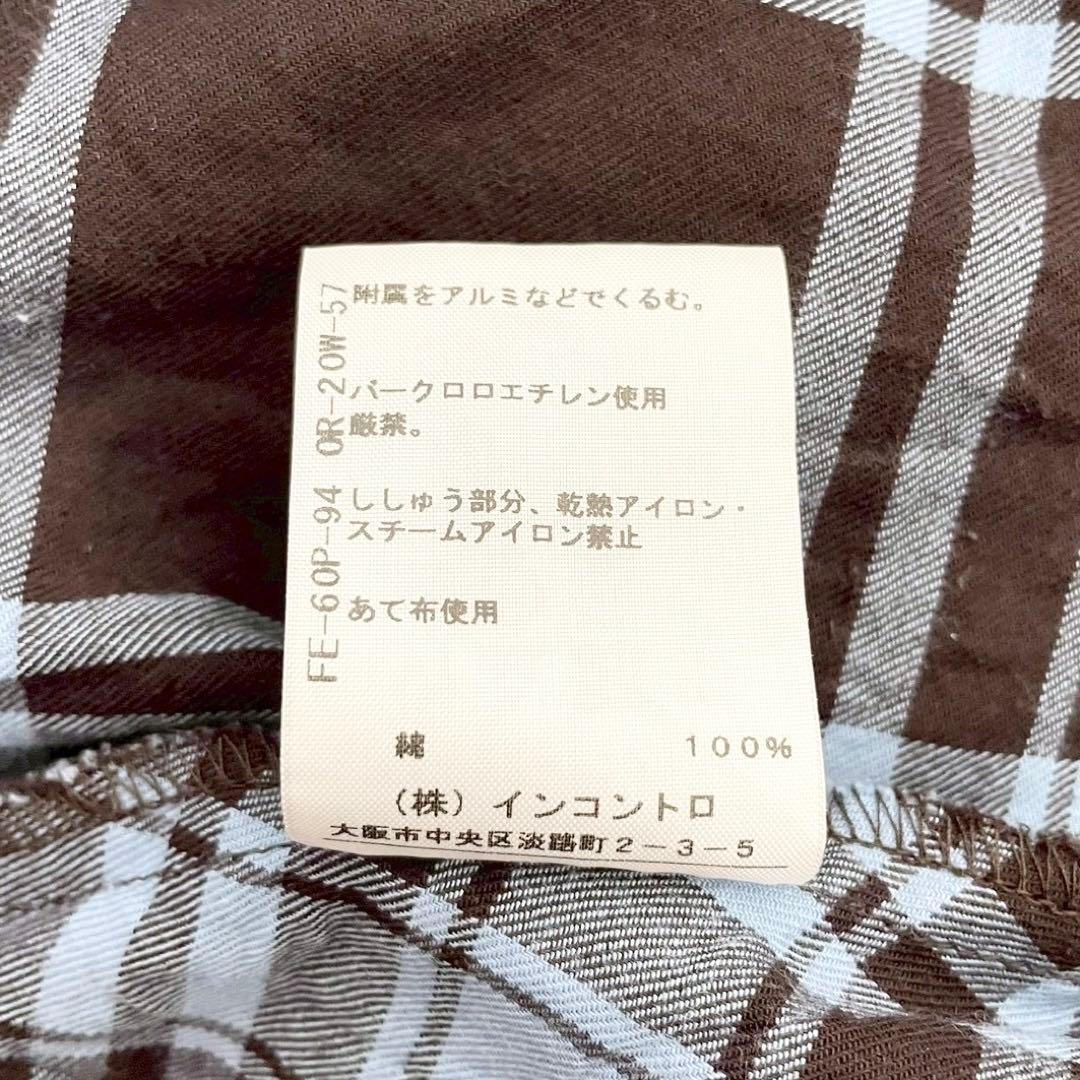 附属をアルミなどでくるむ。
パークロロエチレン使用
厳禁。
ししゅう部分、乾熱アイロン・
スチームアイロン禁止
あて布使用
FE-60P-94 OR-20W-57
綿 100%
(株) インコントロ
大阪市中央区淡路町2-3-5